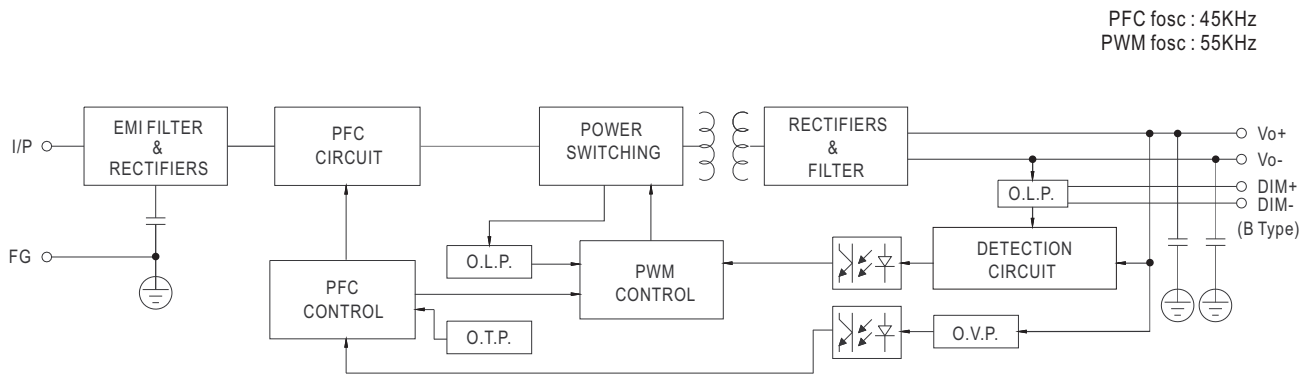 PFC fosc : 45KHz
PWM fosc : 55KHz
I/P
EMI FILTER
&
RECTIFIERS
PFC
CIRCUIT
POWER
SWITCHING
RECTIFIERS
&
FILTER
Vo+
Vo-
DIM+
DIM-
(B Type)
O.L.P.
FG
O.L.P.
PFC
CONTROL
PWM
CONTROL
DETECTION
CIRCUIT
O.T.P.
O.V.P.